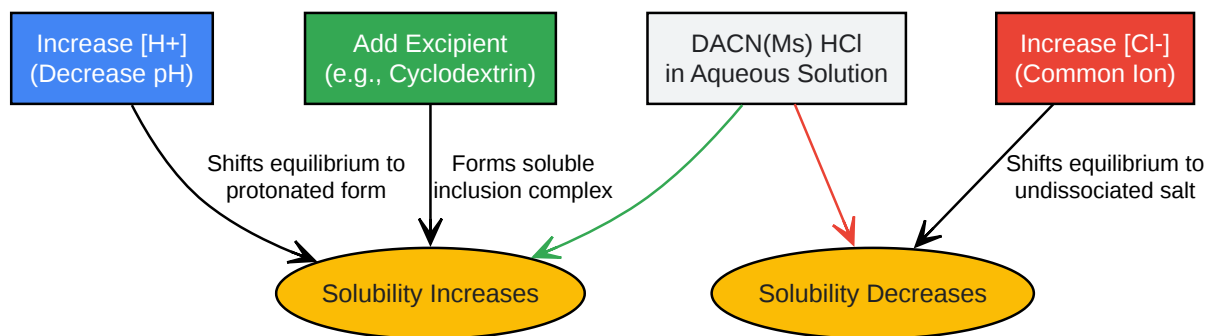 Increase [H+]
(Decrease pH)
Add Excipient
(e.g., Cyclodextrin)
DACN(Ms) HCl
in Aqueous Solution
Increase [Cl-]
(Common Ion)
Shifts equilibrium to
protonated form
Forms soluble
inclusion complex
Shifts equilibrium to
undissociated salt
Solubility Increases
Solubility Decreases